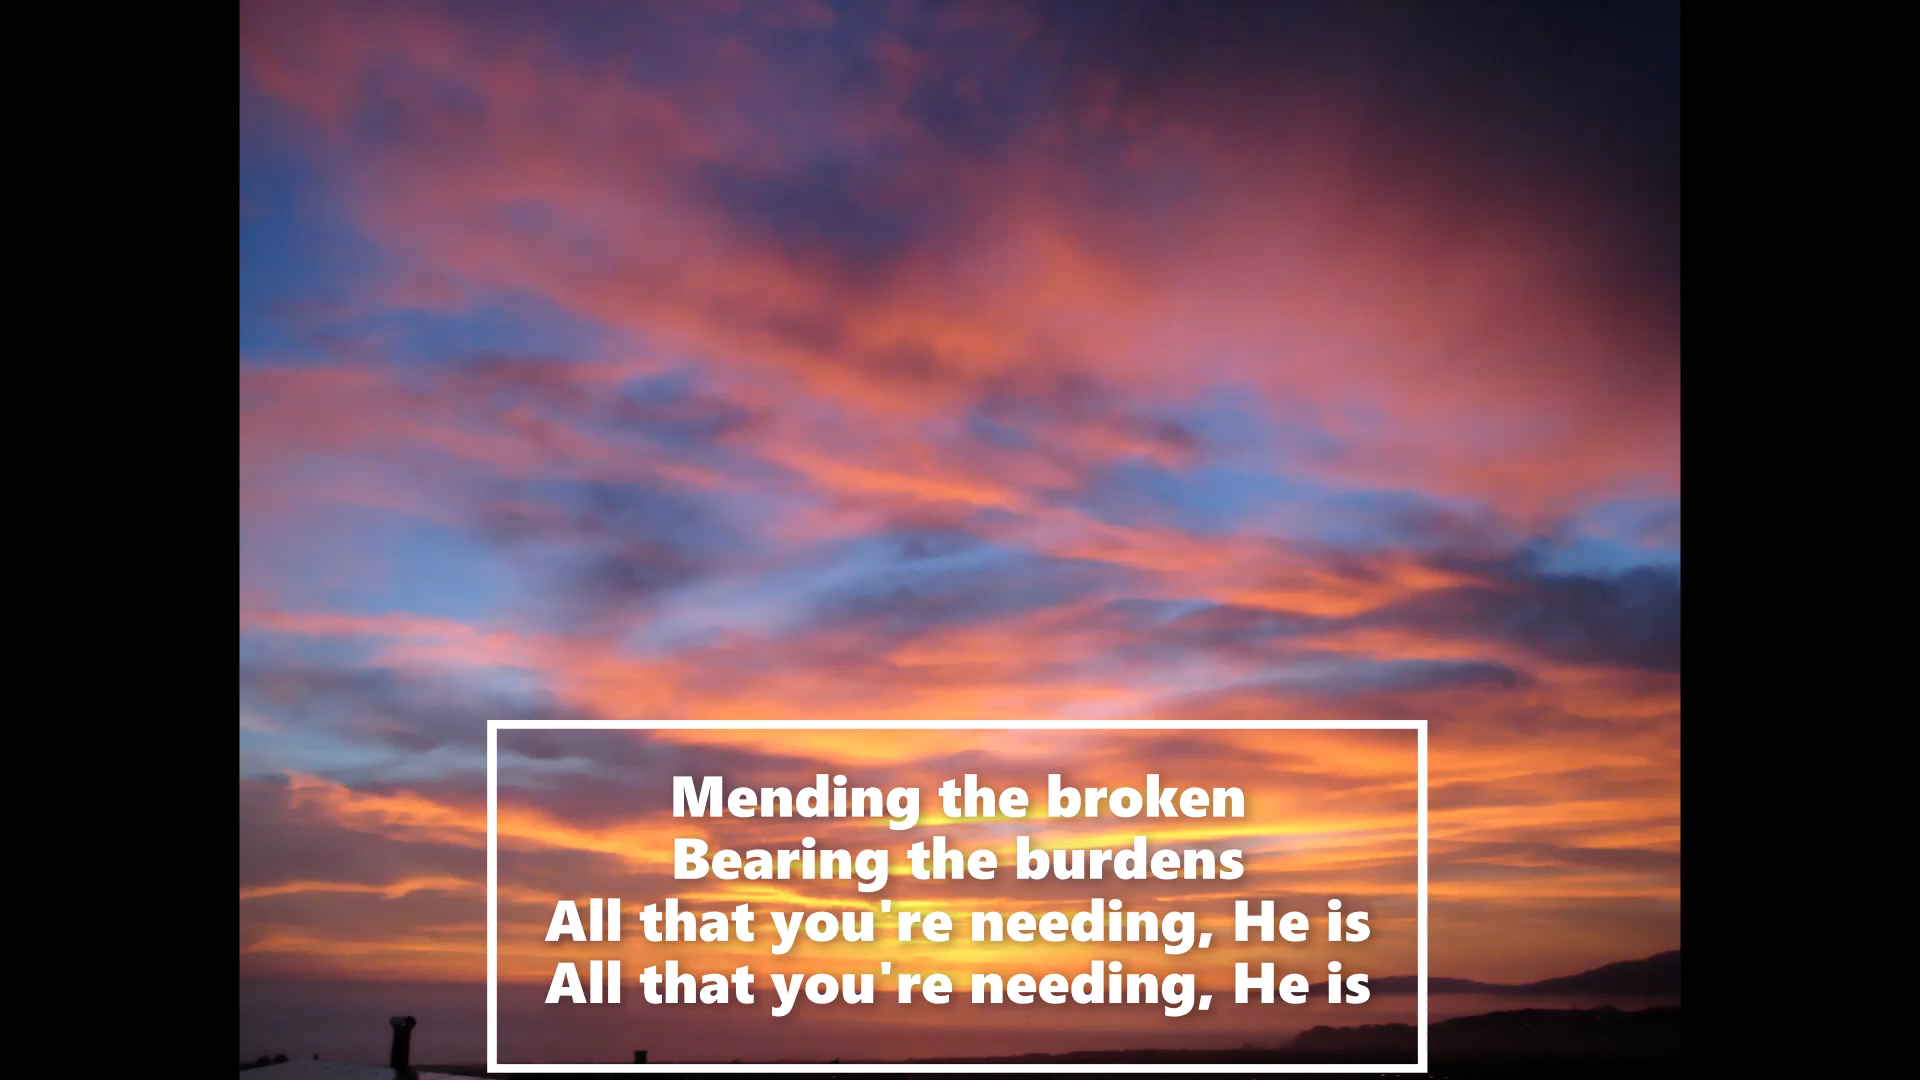 Mending the broken
Bearing the burdens
All that you're needing, He is
All that you're needing, He is